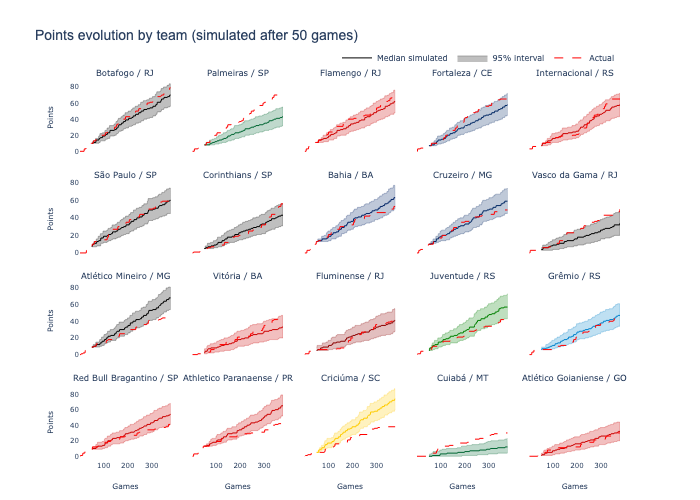 Points evolution by team (simulated after 50 games)
Median simulated 95% interval Actual
Botafogo / RJ Palmeiras / SP Flamengo / RJ Fortaleza / CE Internacional / RS
80
60
40
20
0
Points
São Paulo / SP Corinthians / SP Bahia / BA Cruzeiro / MG Vasco da Gama / RJ
80
60
40
20
0
Points
Atlético Mineiro / MG Vitória / BA Fluminense / RJ Juventude / RS Grêmio / RS
80
60
40
20
0
Points
Red Bull Bragantino / SP Athletico Paranaense / PR Criciúma / SC Cuiabá / MT Atlético Goianiense / GO
80
60
40
20
0
Points
100 200 300 100 200 300 100 200 300 100 200 300 100 200 300
Games Games Games Games Games